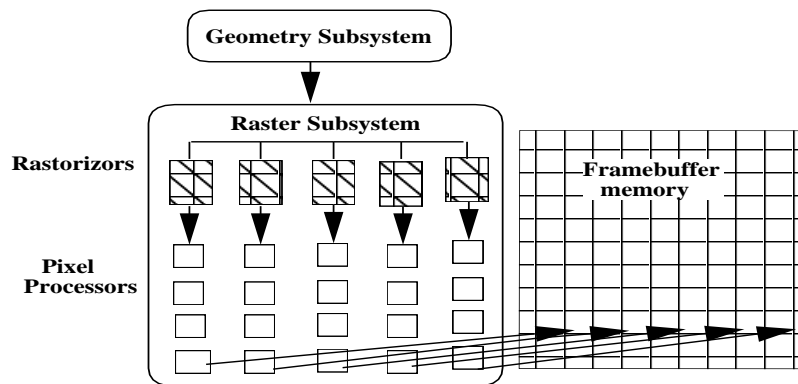 Geometry Subsystem
Raster Subsystem
Rastorizors
Framebuffer
memory
Pixel
Processors